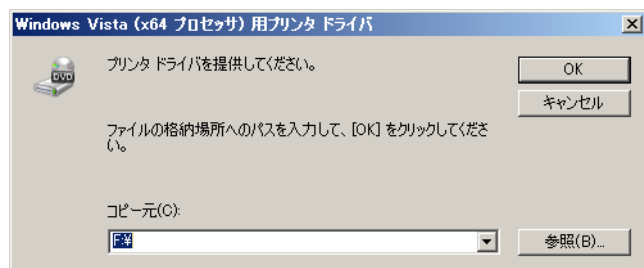 Windows Vista (x64 プロセッサ) 用プリンタ ドライバ
DVD
プリンタ ドライバを提供してください。
OK
キャンセル
ファイルの格納場所へのパスを入力して、[OK] をクリックしてくださ
い。
コピー元(C):
F:¥
参照(B)...